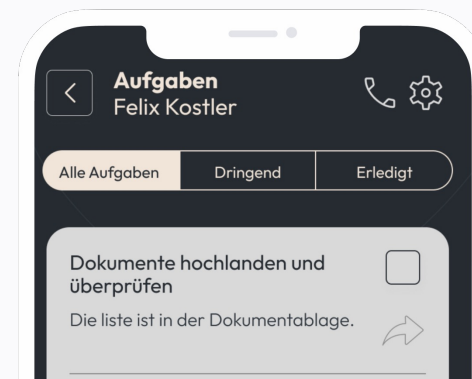 Aufgaben
Felix Kostler
Alle Aufgaben
Dringend
Erledigt
Dokumente hochlanden und
überprüfen
Die liste ist in der Dokumentablage.